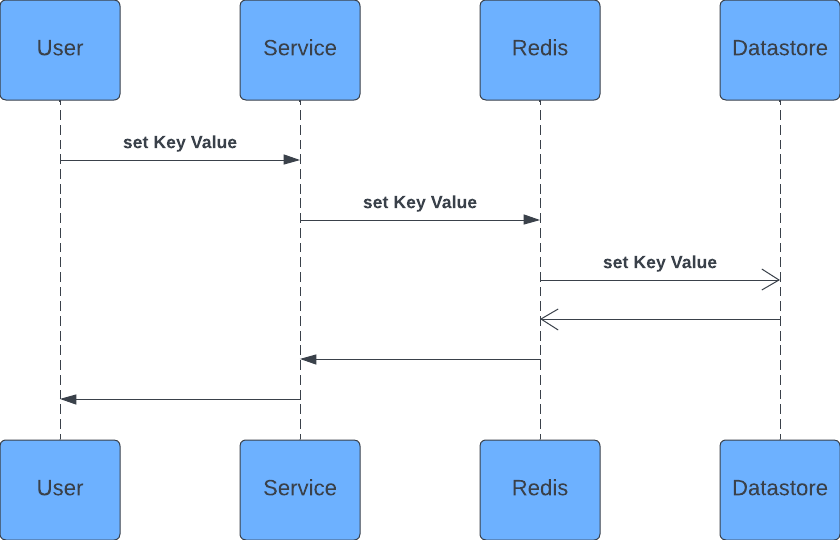 User
Service
Redis
Datastore
set Key Value
set Key Value
set Key Value
User
Service
Redis
Datastore